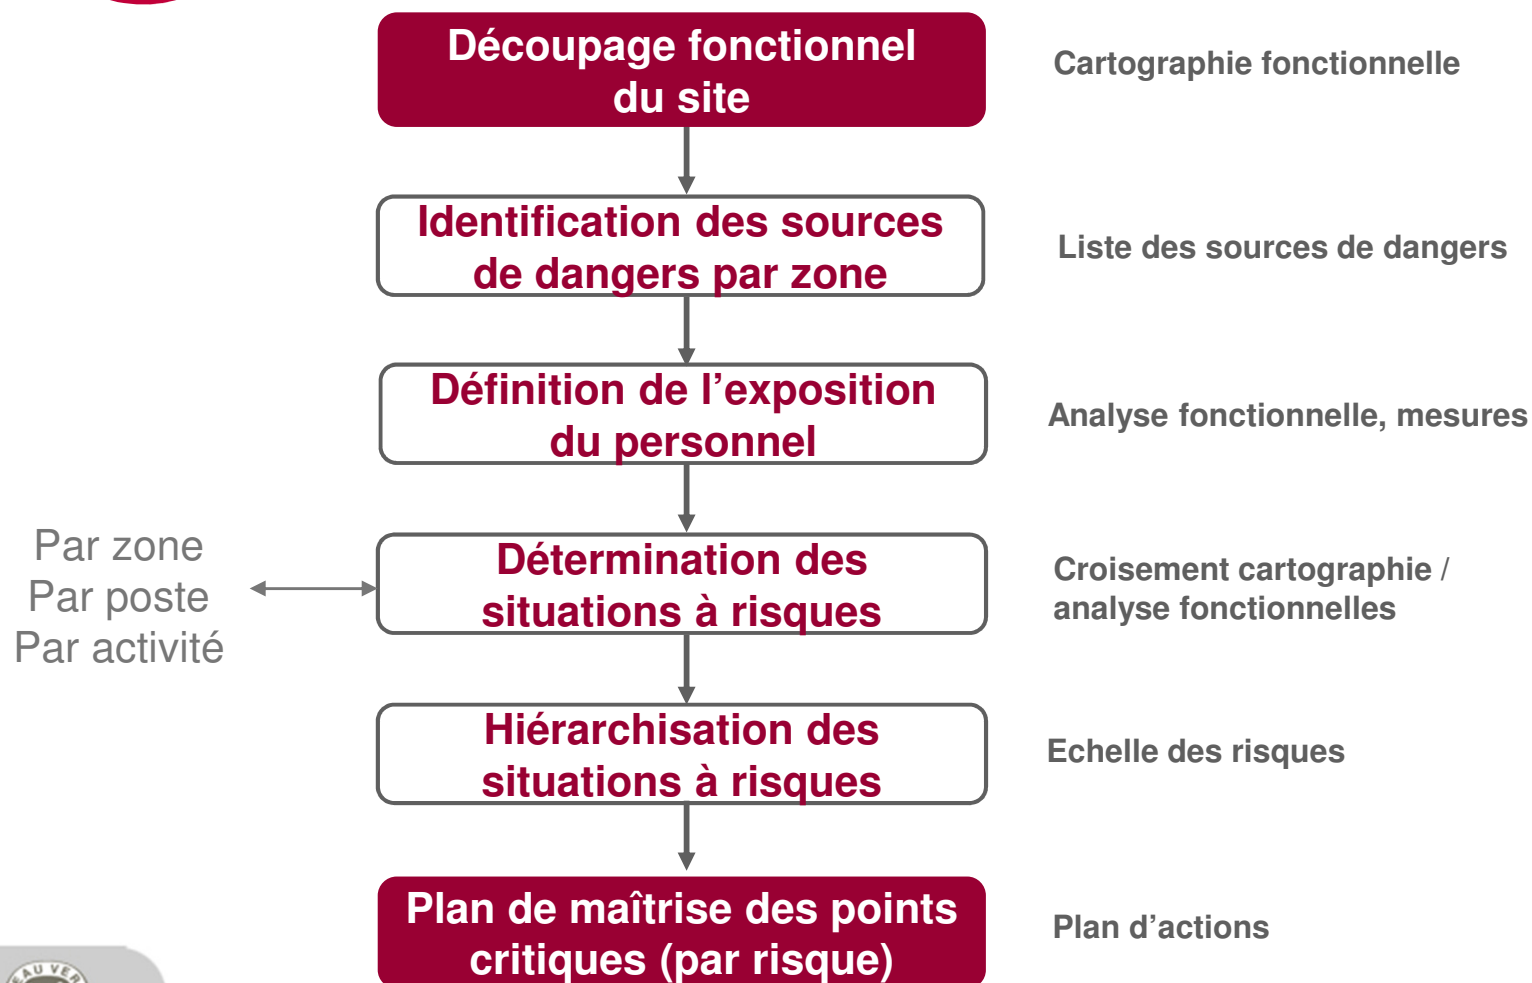 Découpage fonctionnel
du site
Cartographie fonctionnelle
Identification des sources
de dangers par zone
Liste des sources de dangers
Définition de l'exposition
du personnel
Analyse fonctionnelle, mesures
Par zone
Par poste
Par activité
Détermination des
situations à risques
Croisement cartographie /
analyse fonctionnelles
Hiérarchisation des
situations à risques
Echelle des risques
Plan de maîtrise des points
critiques (par risque)
Plan d'actions